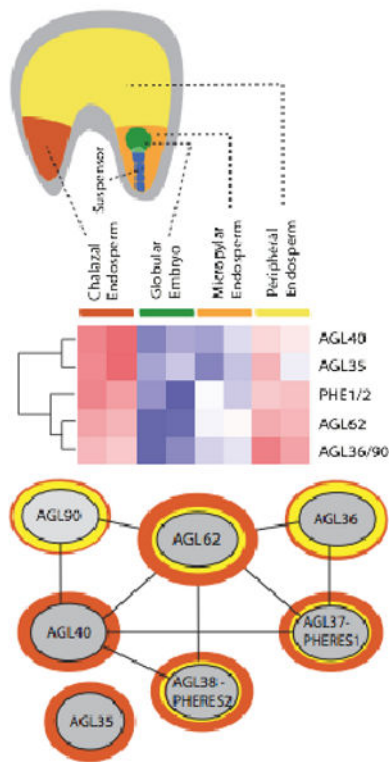 Suspensor
Chalazal
Endosperm
Globular
Embryo
Micropylar
Endosperm
Peripheral
Endosperm
AGL40
AGL35
PHE1/2
AGL62
AGL36/90
AGL90
AGL62
AGL36
AGL40
AGL37-
PHERES1
AGL38-
PHERES2
AGL35